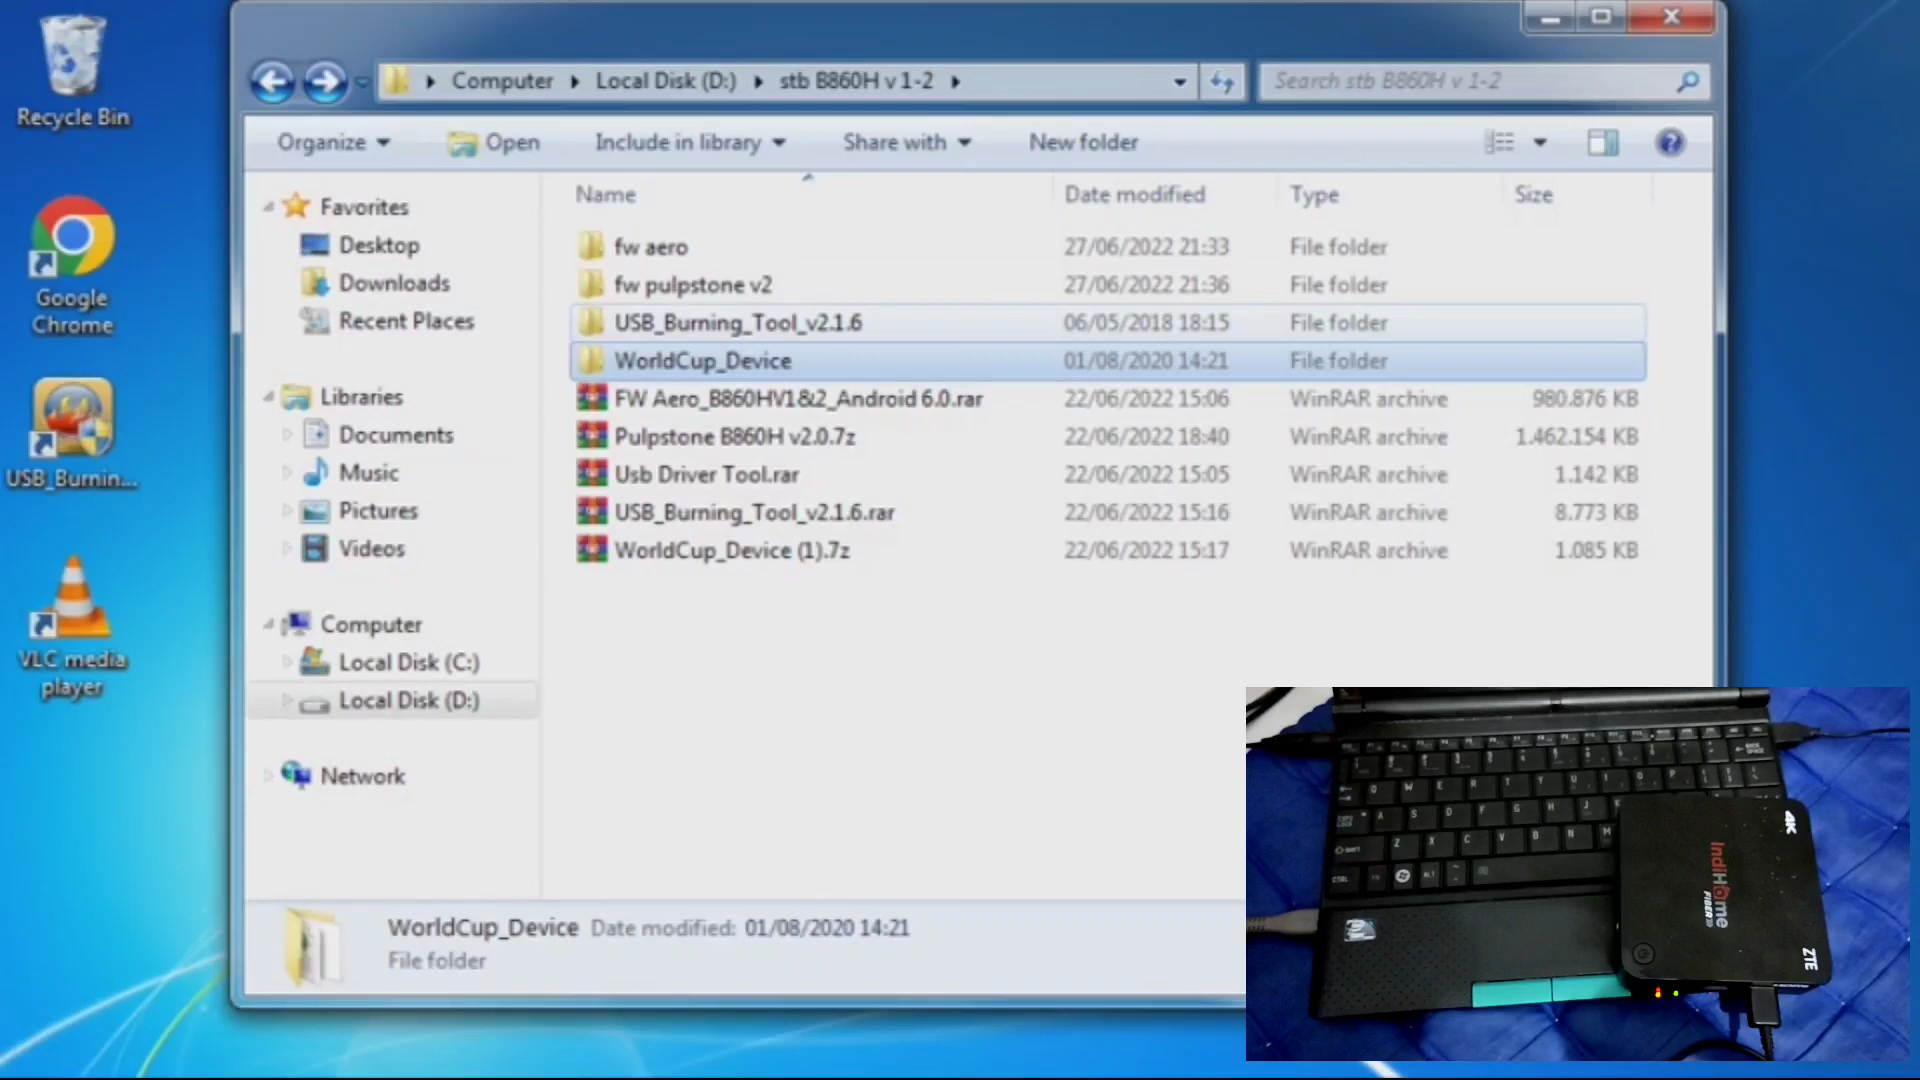 Recycle Bin
Google
Chrome
USB_Burnin...
VLC media
player
Computer
Local Disk (D:)
stb B860H v 1-2
Search stb B860H v 1-2
Organize
Open
Include in library
Share with
New folder
Favorites
Desktop
Downloads
Recent Places
Libraries
Documents
Music
Pictures
Videos
Computer
Local Disk (C:)
Local Disk (D:)
Network
Name Date modified Type Size
fw aero 27/06/2022 21:33 File folder
fw pulpstone v2 27/06/2022 21:36 File folder
USB_Burning_Tool_v2.1.6 06/05/2018 18:15 File folder
WorldCup_Device 01/08/2020 14:21 File folder
FW Aero_B860HV1&2_Android 6.0.rar 22/06/2022 15:06 WinRAR archive 980.876 KB
Pulpstone B860H v2.0.7z 22/06/2022 18:40 WinRAR archive 1.462.154 KB
Usb Driver Tool.rar 22/06/2022 15:05 WinRAR archive 1.142 KB
USB_Burning_Tool_v2.1.6.rar 22/06/2022 15:16 WinRAR archive 8.773 KB
WorldCup_Device (1).7z 22/06/2022 15:17 WinRAR archive 1.085 KB
WorldCup_Device Date modified: 01/08/2020 14:21
File folder
BACK
SPACE
Q W E R T Y U I O P
A S D F G H J K
Z X C V B N M
CTRL
ALT
4K
IndiHome
FIBER
ZTE